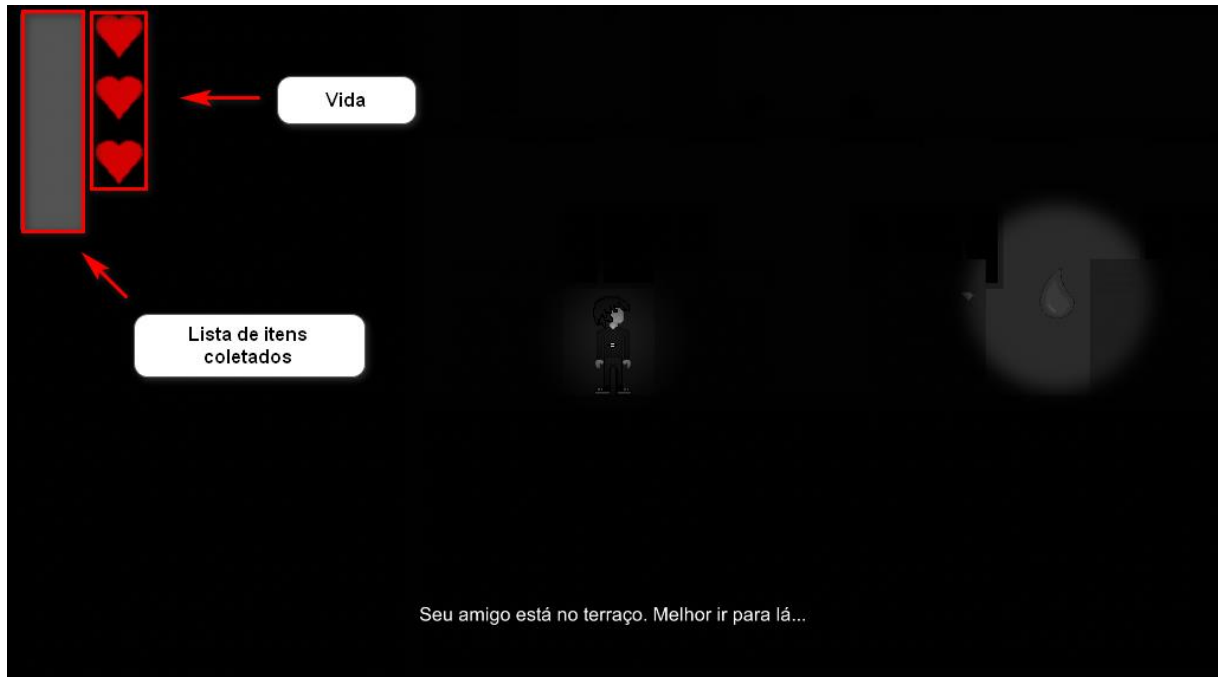 Vida
Lista de itens
coletados
Seu amigo está no terraço. Melhor ir para lá...